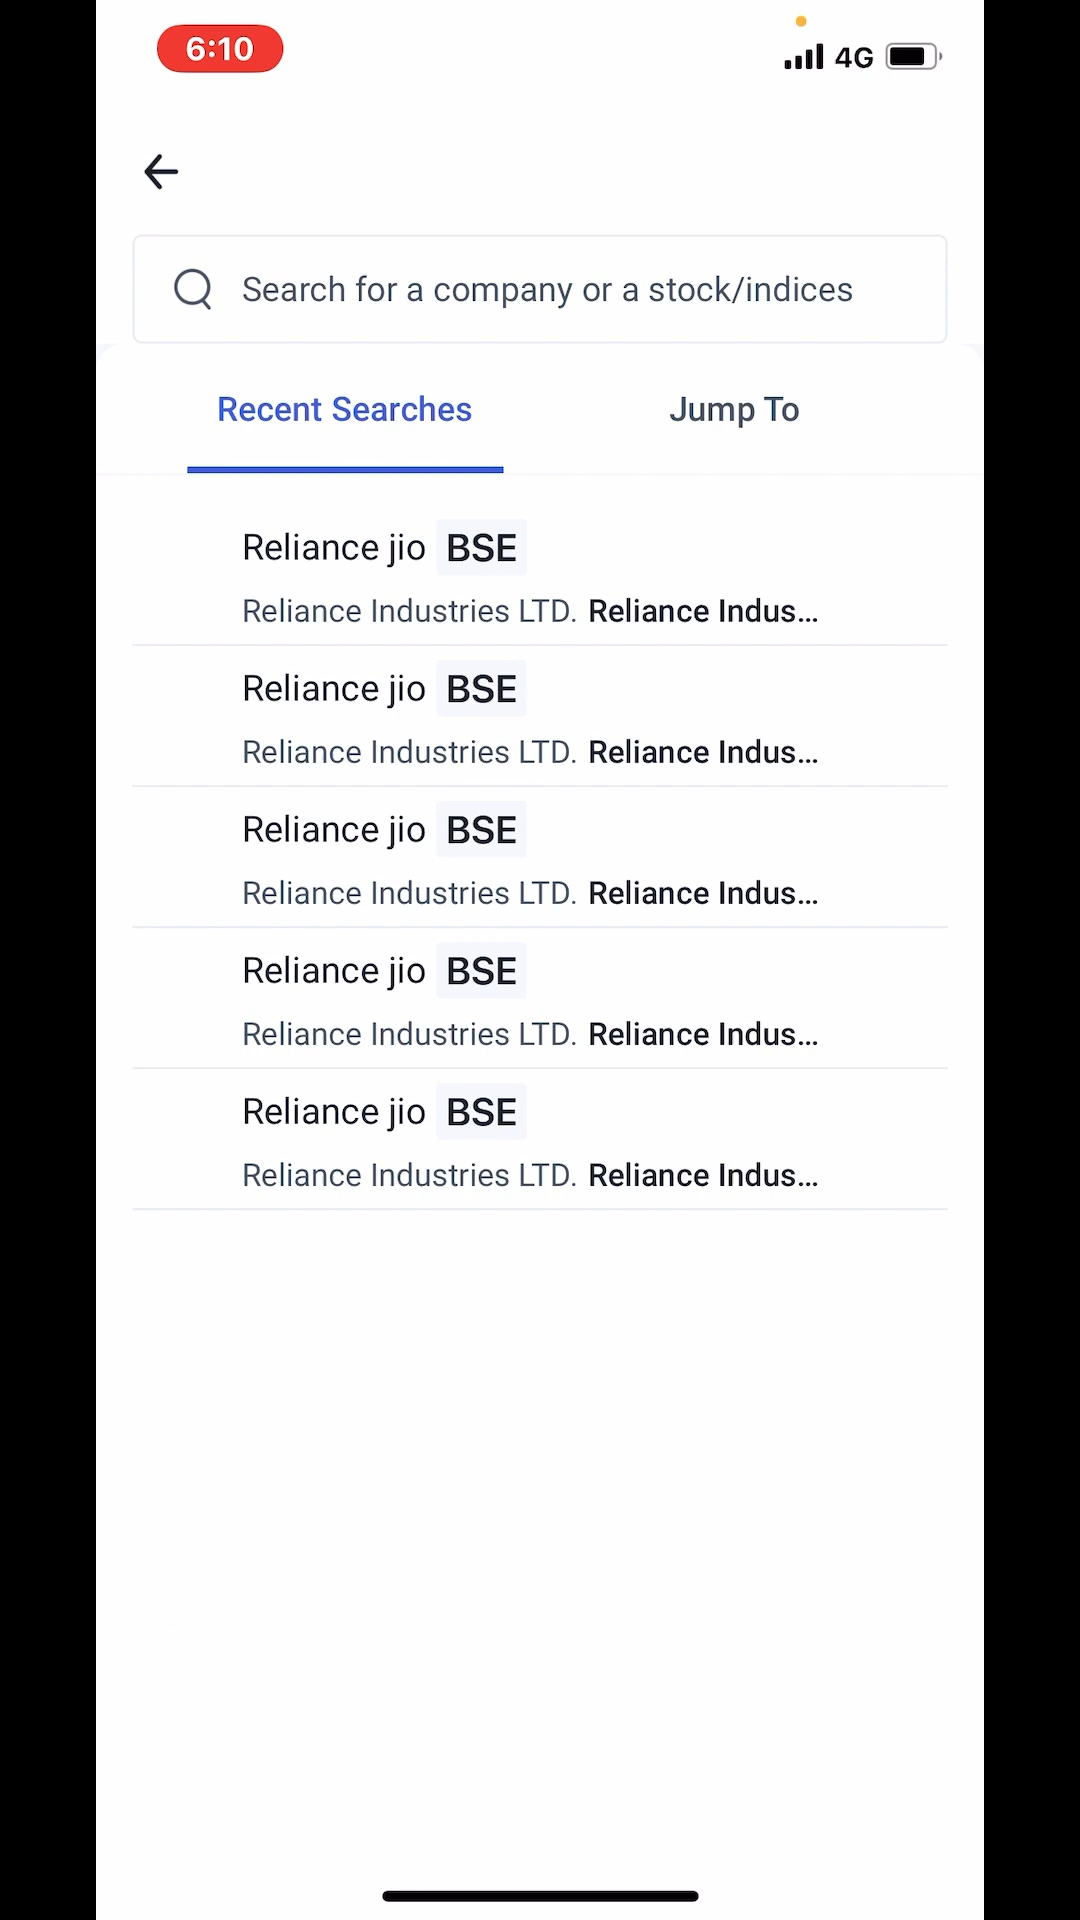 6:10
4G
Search for a company or a stock/indices
Recent Searches Jump To
Reliance jio BSE
Reliance Industries LTD. Reliance Indus...
Reliance jio BSE
Reliance Industries LTD. Reliance Indus...
Reliance jio BSE
Reliance Industries LTD. Reliance Indus...
Reliance jio BSE
Reliance Industries LTD. Reliance Indus...
Reliance jio BSE
Reliance Industries LTD. Reliance Indus...